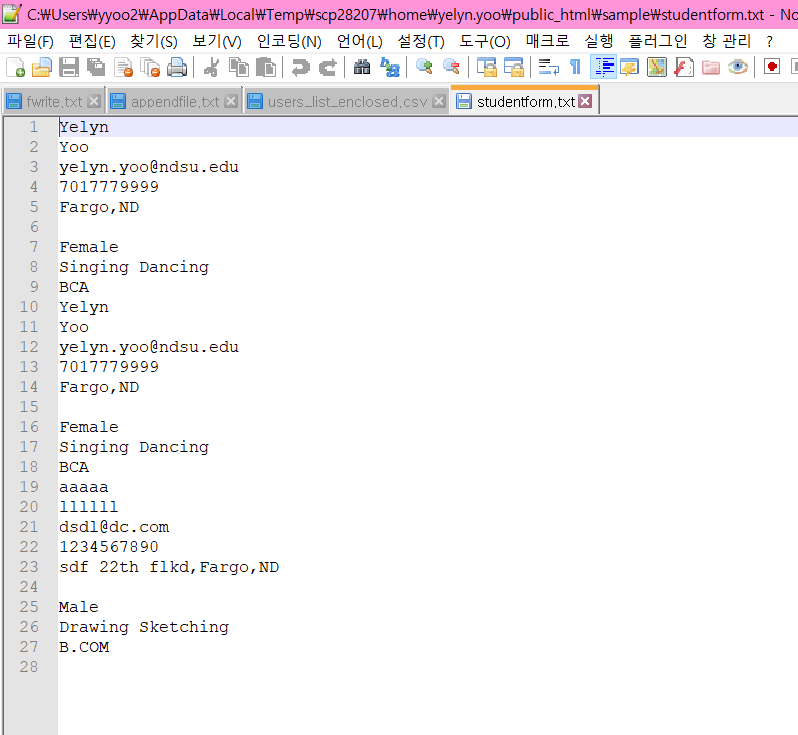 C:₩Users₩yyoo2₩AppData₩Local₩Temp₩scp28207₩home₩yelyn.yoo₩public_html₩sample₩studentform.txt - No
파일(F) 편집(E) 찾기(S) 보기(V) 인코딩(N) 언어(L) 설정(T) 도구(O) 매크로 실행 플러그인 창 관리 ?
fwrite.txt appendfile.txt users_list_enclosed.csv studentform.txt
1 Yelyn
2 Yoo
3 yelyn.yoo@ndsu.edu
4 7017779999
5 Fargo,ND
6
7 Female
8 Singing Dancing
9 BCA
10 Yelyn
11 Yoo
12 yelyn.yoo@ndsu.edu
13 7017779999
14 Fargo,ND
15
16 Female
17 Singing Dancing
18 BCA
19 aaaaa
20 llllll
21 dsdl@dc.com
22 1234567890
23 sdf 22th flkd,Fargo,ND
24
25 Male
26 Drawing Sketching
27 B.COM
28